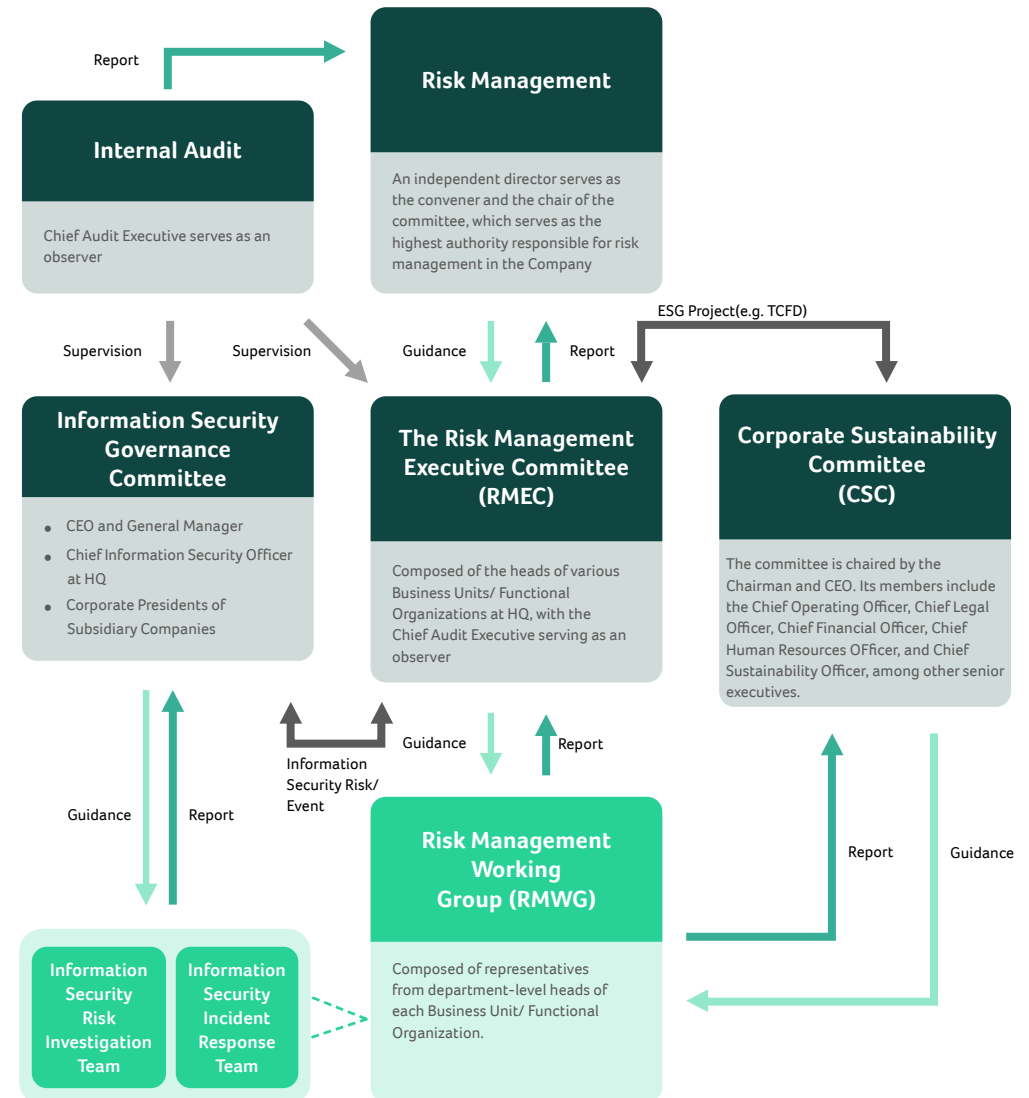 Report
Risk Management
An independent director serves as
the convener and the chair of the
committee, which serves as the
highest authority responsible for risk
management in the Company
Internal Audit
Chief Audit Executive serves as an
observer
Supervision
Supervision
Guidance
Report
ESG Project(e.g. TCFD)
Information Security
Governance
Committee
• CEO and General Manager
• Chief Information Security Officer
at HQ
• Corporate Presidents of
Subsidiary Companies
The Risk Management
Executive Committee
(RMEC)
Composed of the heads of various
Business Units/ Functional
Organizations at HQ, with the
Chief Audit Executive serving as an
observer
Corporate Sustainability
Committee
(CSC)
The committee is chaired by the
Chairman and CEO. Its members include
the Chief Operating Officer, Chief Legal
Officer, Chief Financial Officer, Chief
Human Resources OFficer, and Chief
Sustainability Officer, among other senior
executives.
Guidance
Report
Information
Security Risk/
Event
Guidance
Report
Report
Guidance
Risk Management
Working
Group (RMWG)
Composed of representatives
from department-level heads of
each Business Unit/ Functional
Organization.
Information
Security
Risk
Investigation
Team
Information
Security
Incident
Response
Team